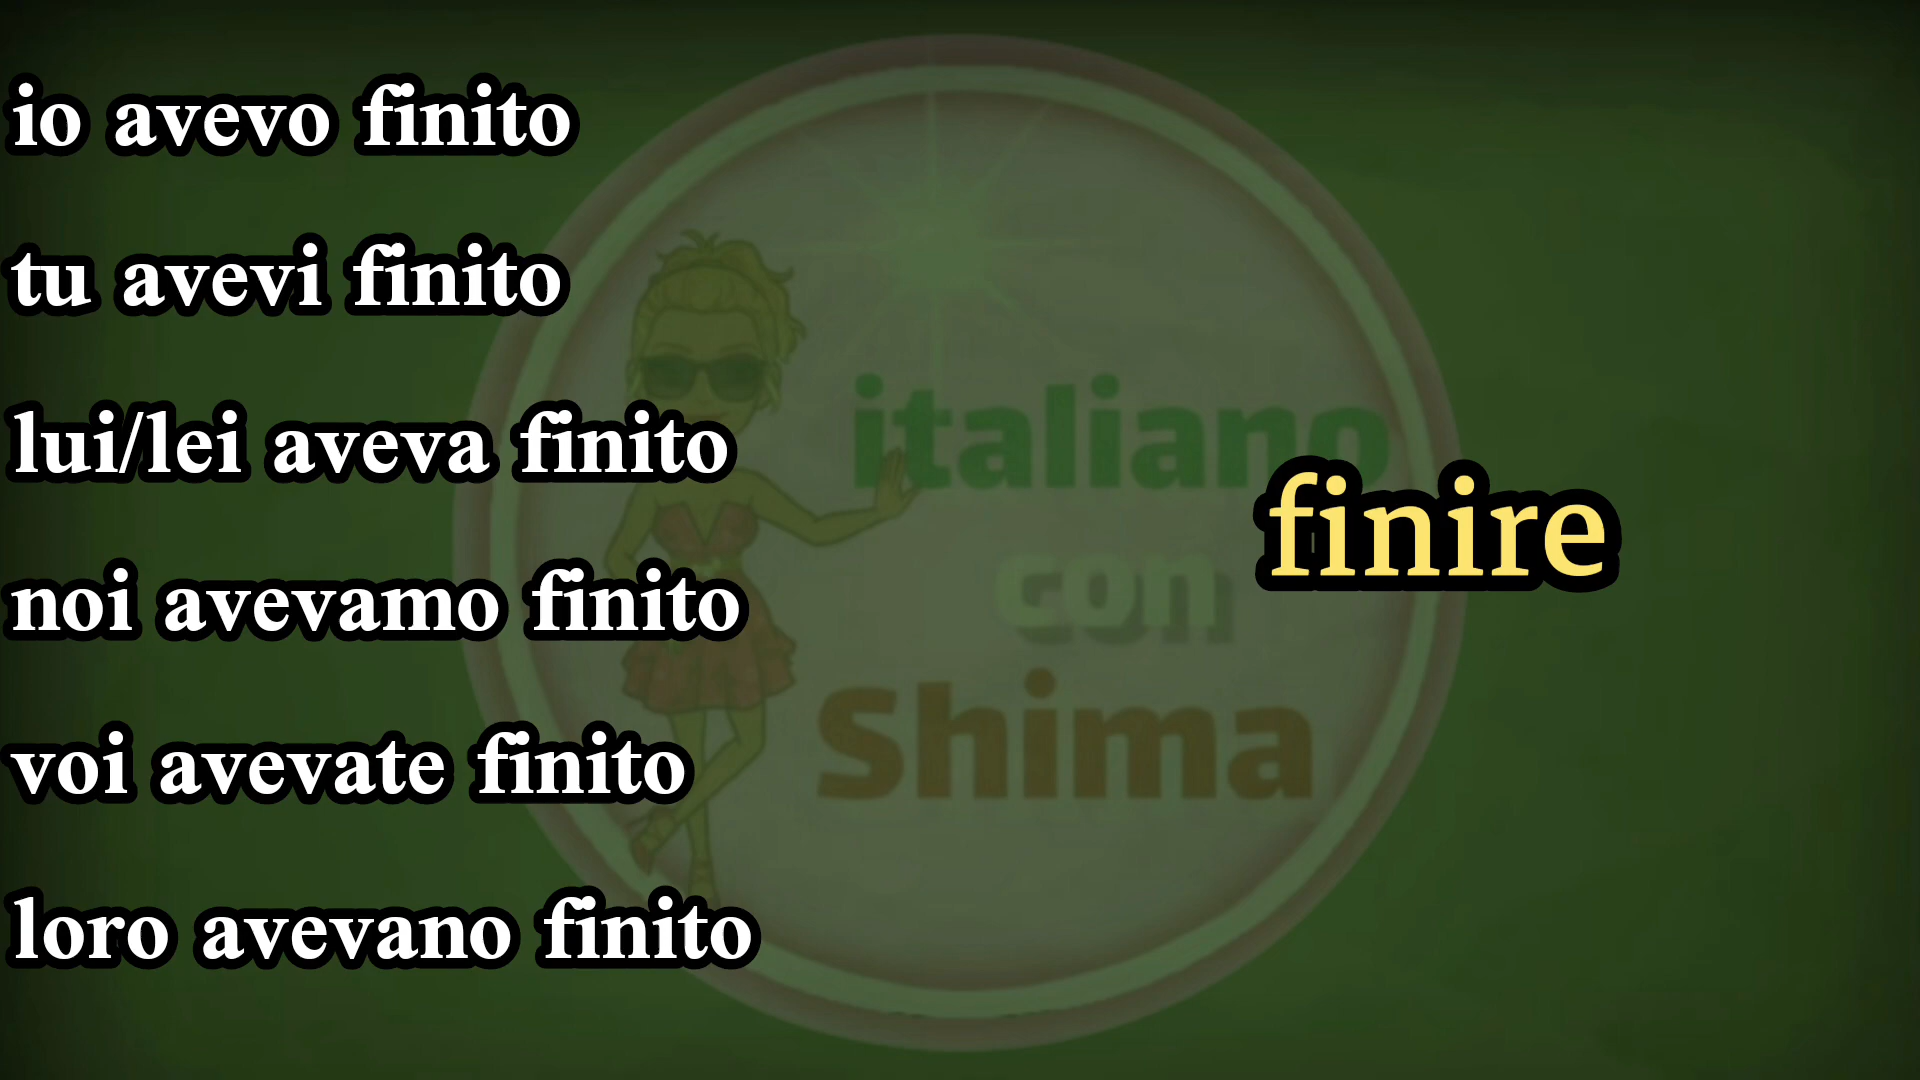 io avevo finito
tu avevi finito
lui/lei aveva finito
noi avevamo finito
voi avevate finito
loro avevano finito
finire
italiano
con
Shima